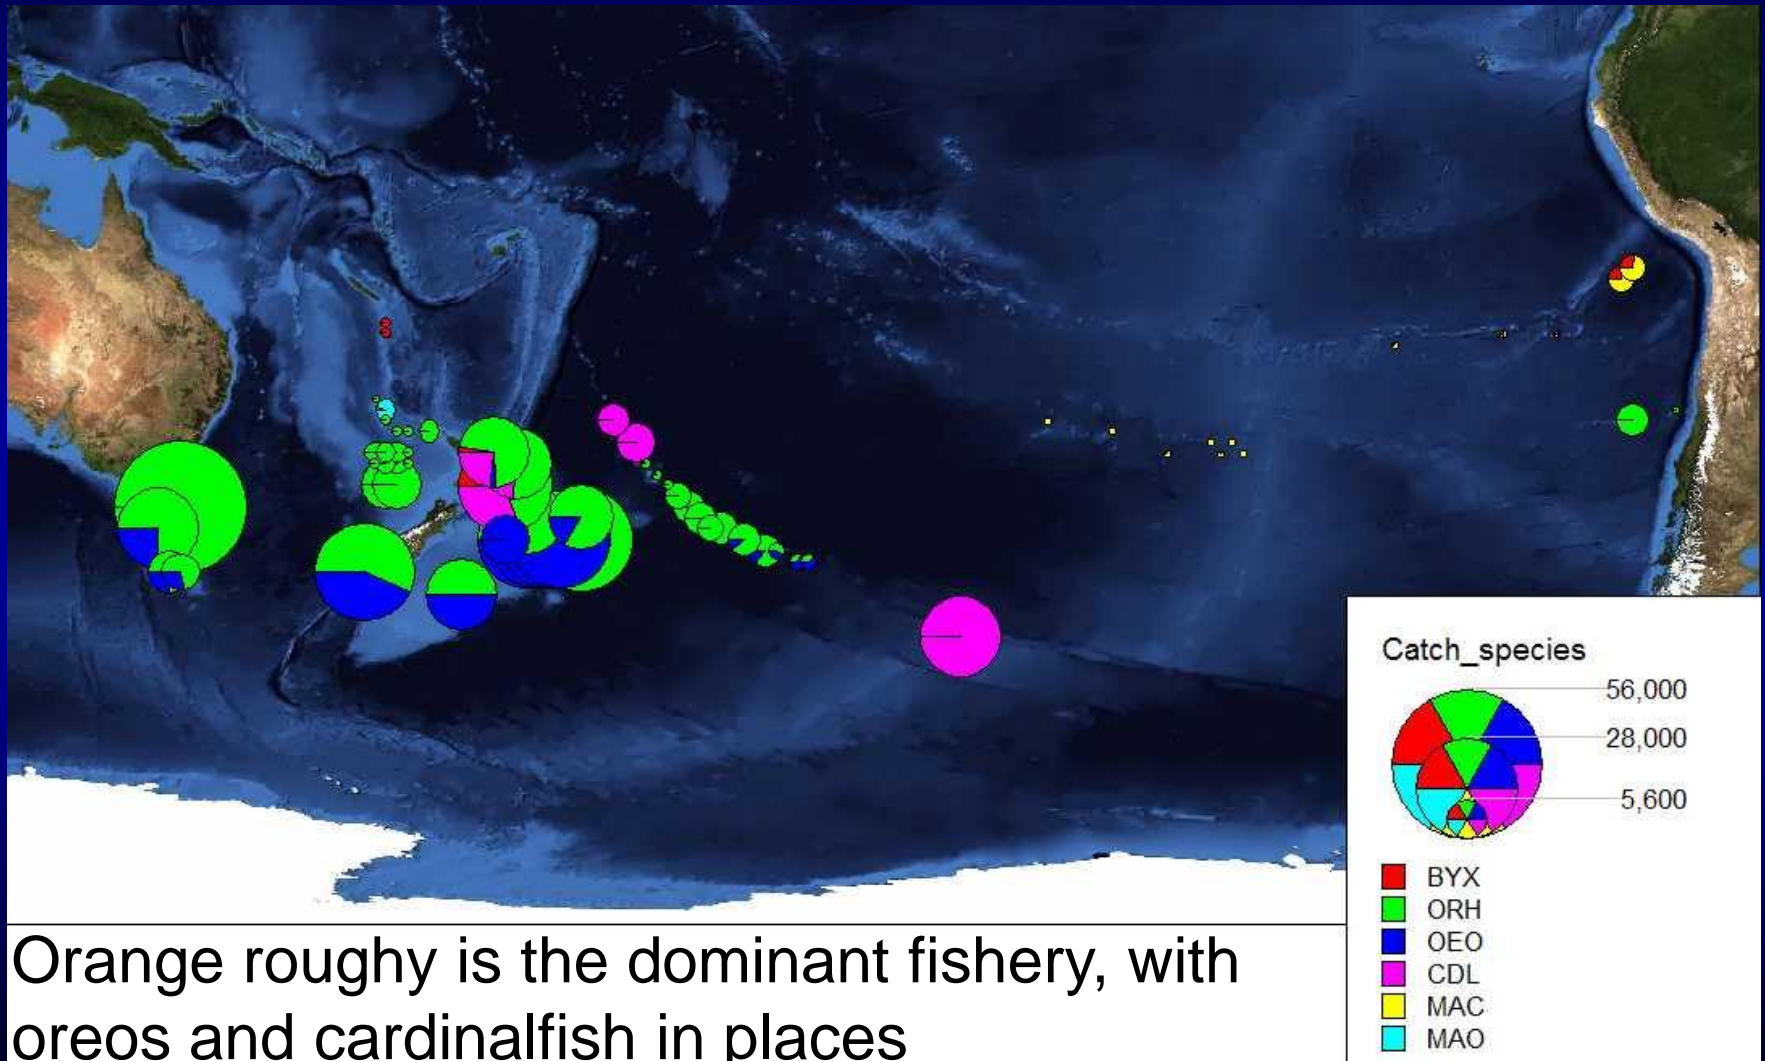 Catch_species
56,000
28,000
5,600
BYX
ORH
OEO
CDL
MAC
MAO
Orange roughy is the dominant fishery, with
oreos and cardinalfish in places